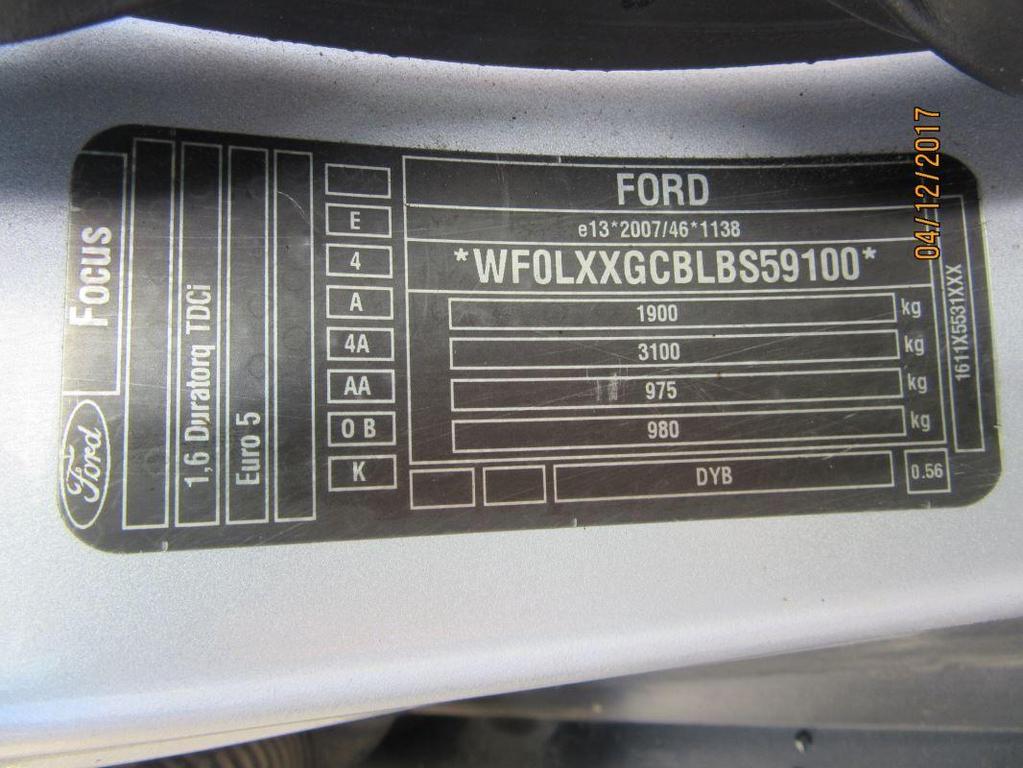 Ford
Focus
1,6 Duratorq TDCi
Euro 5
E
4
A
4A
AA
0 B
K
FORD
e13*2007/46*1138
*WF0LXXGCBLBS59100*
1900 kg
3100 kg
975 kg
980 kg
DYB
0.56
1611X5531XXX
04/12/2017